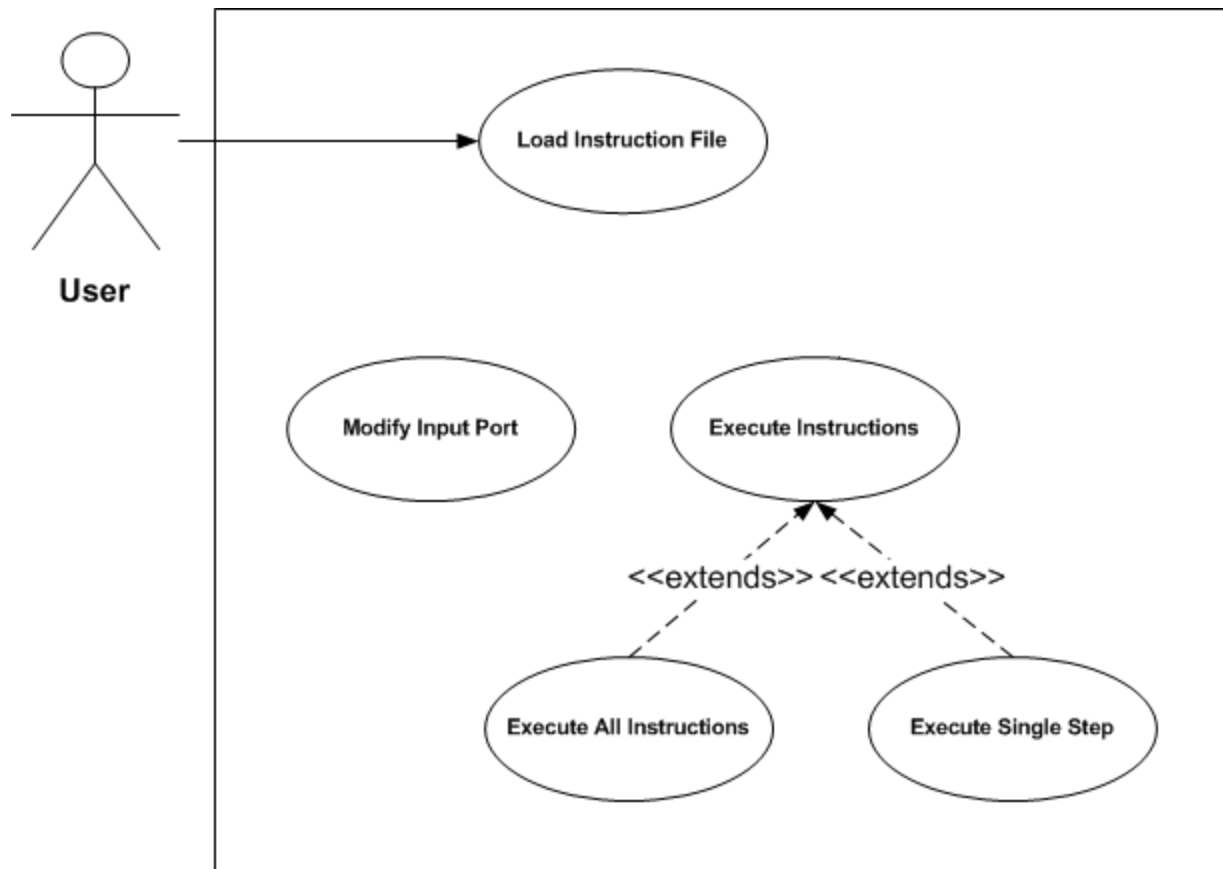 Load Instruction File
User
Modify Input Port
Execute Instructions
<<extends>>
<<extends>>
Execute All Instructions
Execute Single Step